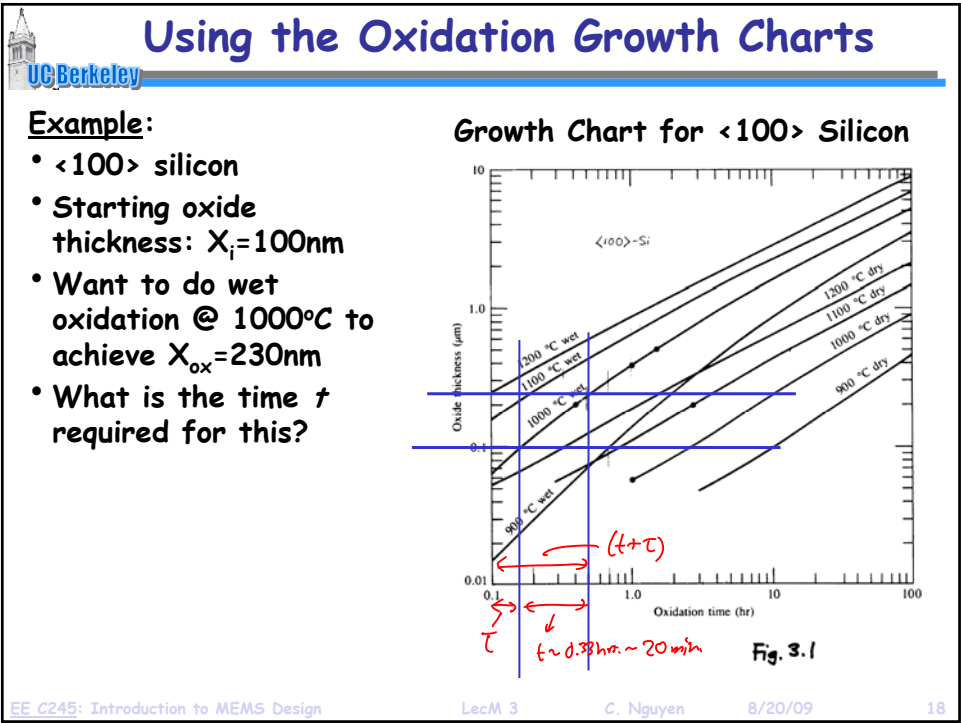 Using the Oxidation Growth Charts
UC Berkeley
Example:
• <100> silicon
• Starting oxide
thickness: Xi=100nm
• Want to do wet
oxidation @ 1000°C to
achieve Xox=230nm
• What is the time t
required for this?
Growth Chart for <100> Silicon
10
<100>-Si
1200 °C dry
1100 °C dry
1000 °C dry
900 °C dry
1.0
Oxide thickness (μm)
1200 °C wet
1100 °C wet
1000 °C wet
0.1
900 °C wet
(t+τ)
0.01
0.1
1.0
10
100
Oxidation time (hr)
τ
t~0.33hr. ~ 20 min
Fig. 3.1
EE C245: Introduction to MEMS Design
LecM 3
C. Nguyen
8/20/09
18